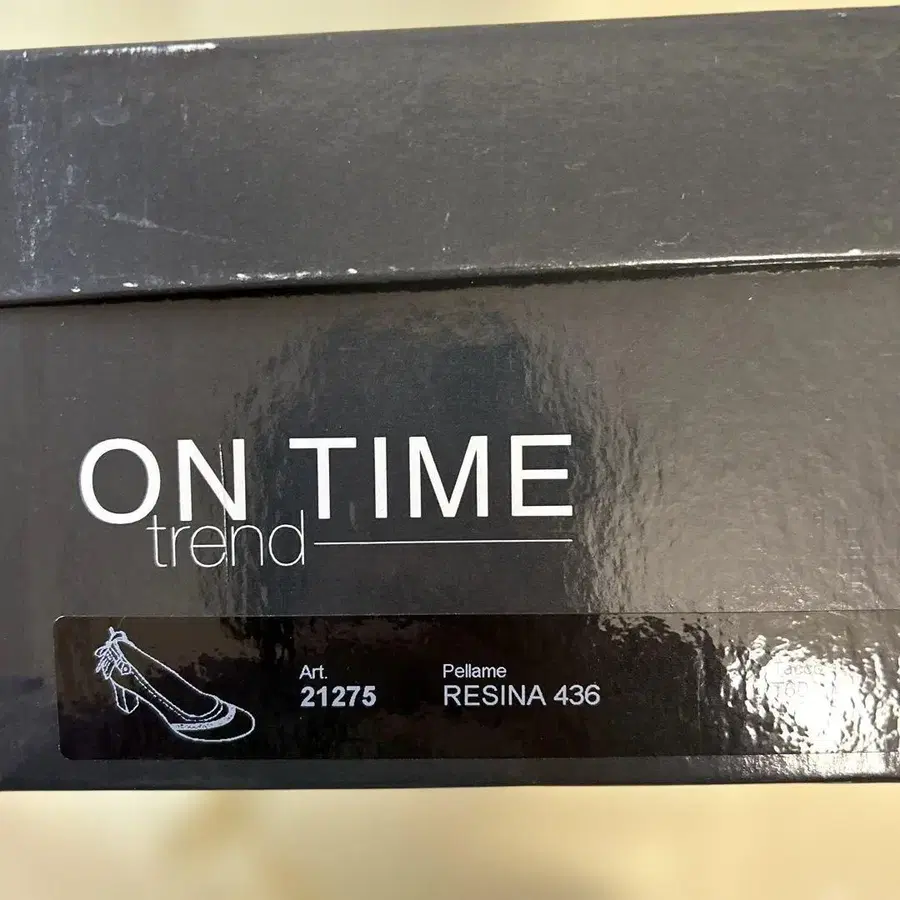 ON TIME
trend
Art.
21275
Pellame
RESINA 436